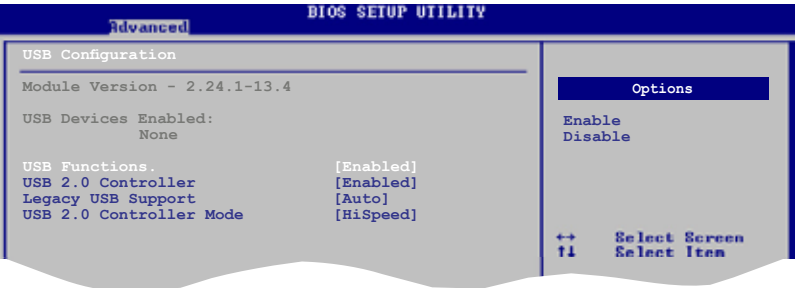 BIOS SETUP UTILITY
Advanced
USB Configuration
Module Version - 2.24.1-13.4
USB Devices Enabled:
None
USB Functions. [Enabled]
USB 2.0 Controller [Enabled]
Legacy USB Support [Auto]
USB 2.0 Controller Mode [HiSpeed]
Options
Enable
Disable
↔ Select Screen
↑↓ Select Item